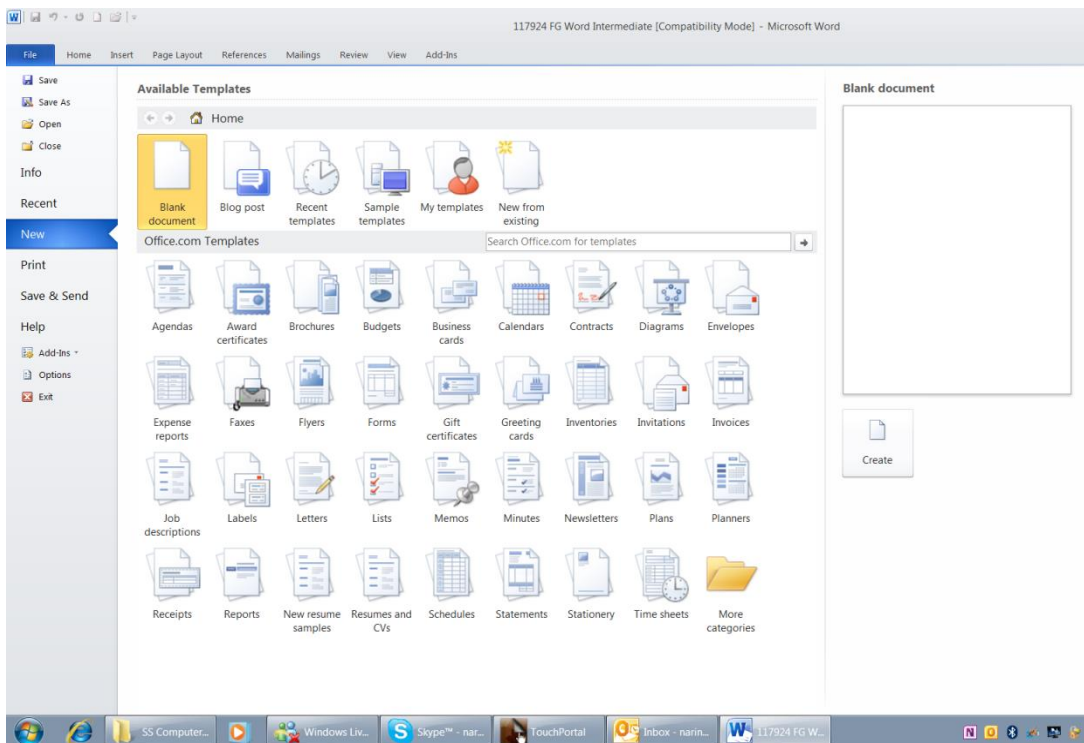 117924 FG Word Intermediate [Compatibility Mode] - Microsoft Word
File Home Insert Page Layout References Mailings Review View Add-Ins
Save
Save As
Open
Close
Info
Recent
New
Print
Save & Send
Help
Add-Ins
Options
Exit
Available Templates
Home
Blank document
Blog post
Recent templates
Sample templates
My templates
New from existing
Office.com Templates
Search Office.com for templates
Agendas
Award certificates
Brochures
Budgets
Business cards
Calendars
Contracts
Diagrams
Envelopes
Expense reports
Faxes
Flyers
Forms
Gift certificates
Greeting cards
Inventories
Invitations
Invoices
Job descriptions
Labels
Letters
Lists
Memos
Minutes
Newsletters
Plans
Planners
Receipts
Reports
New resume samples
Resumes and CVs
Schedules
Statements
Stationery
Time sheets
More categories
Blank document
Create
SS Computer... Windows Liv... Skype™ - nar... TouchPortal Inbox - narin... 117924 FG W...